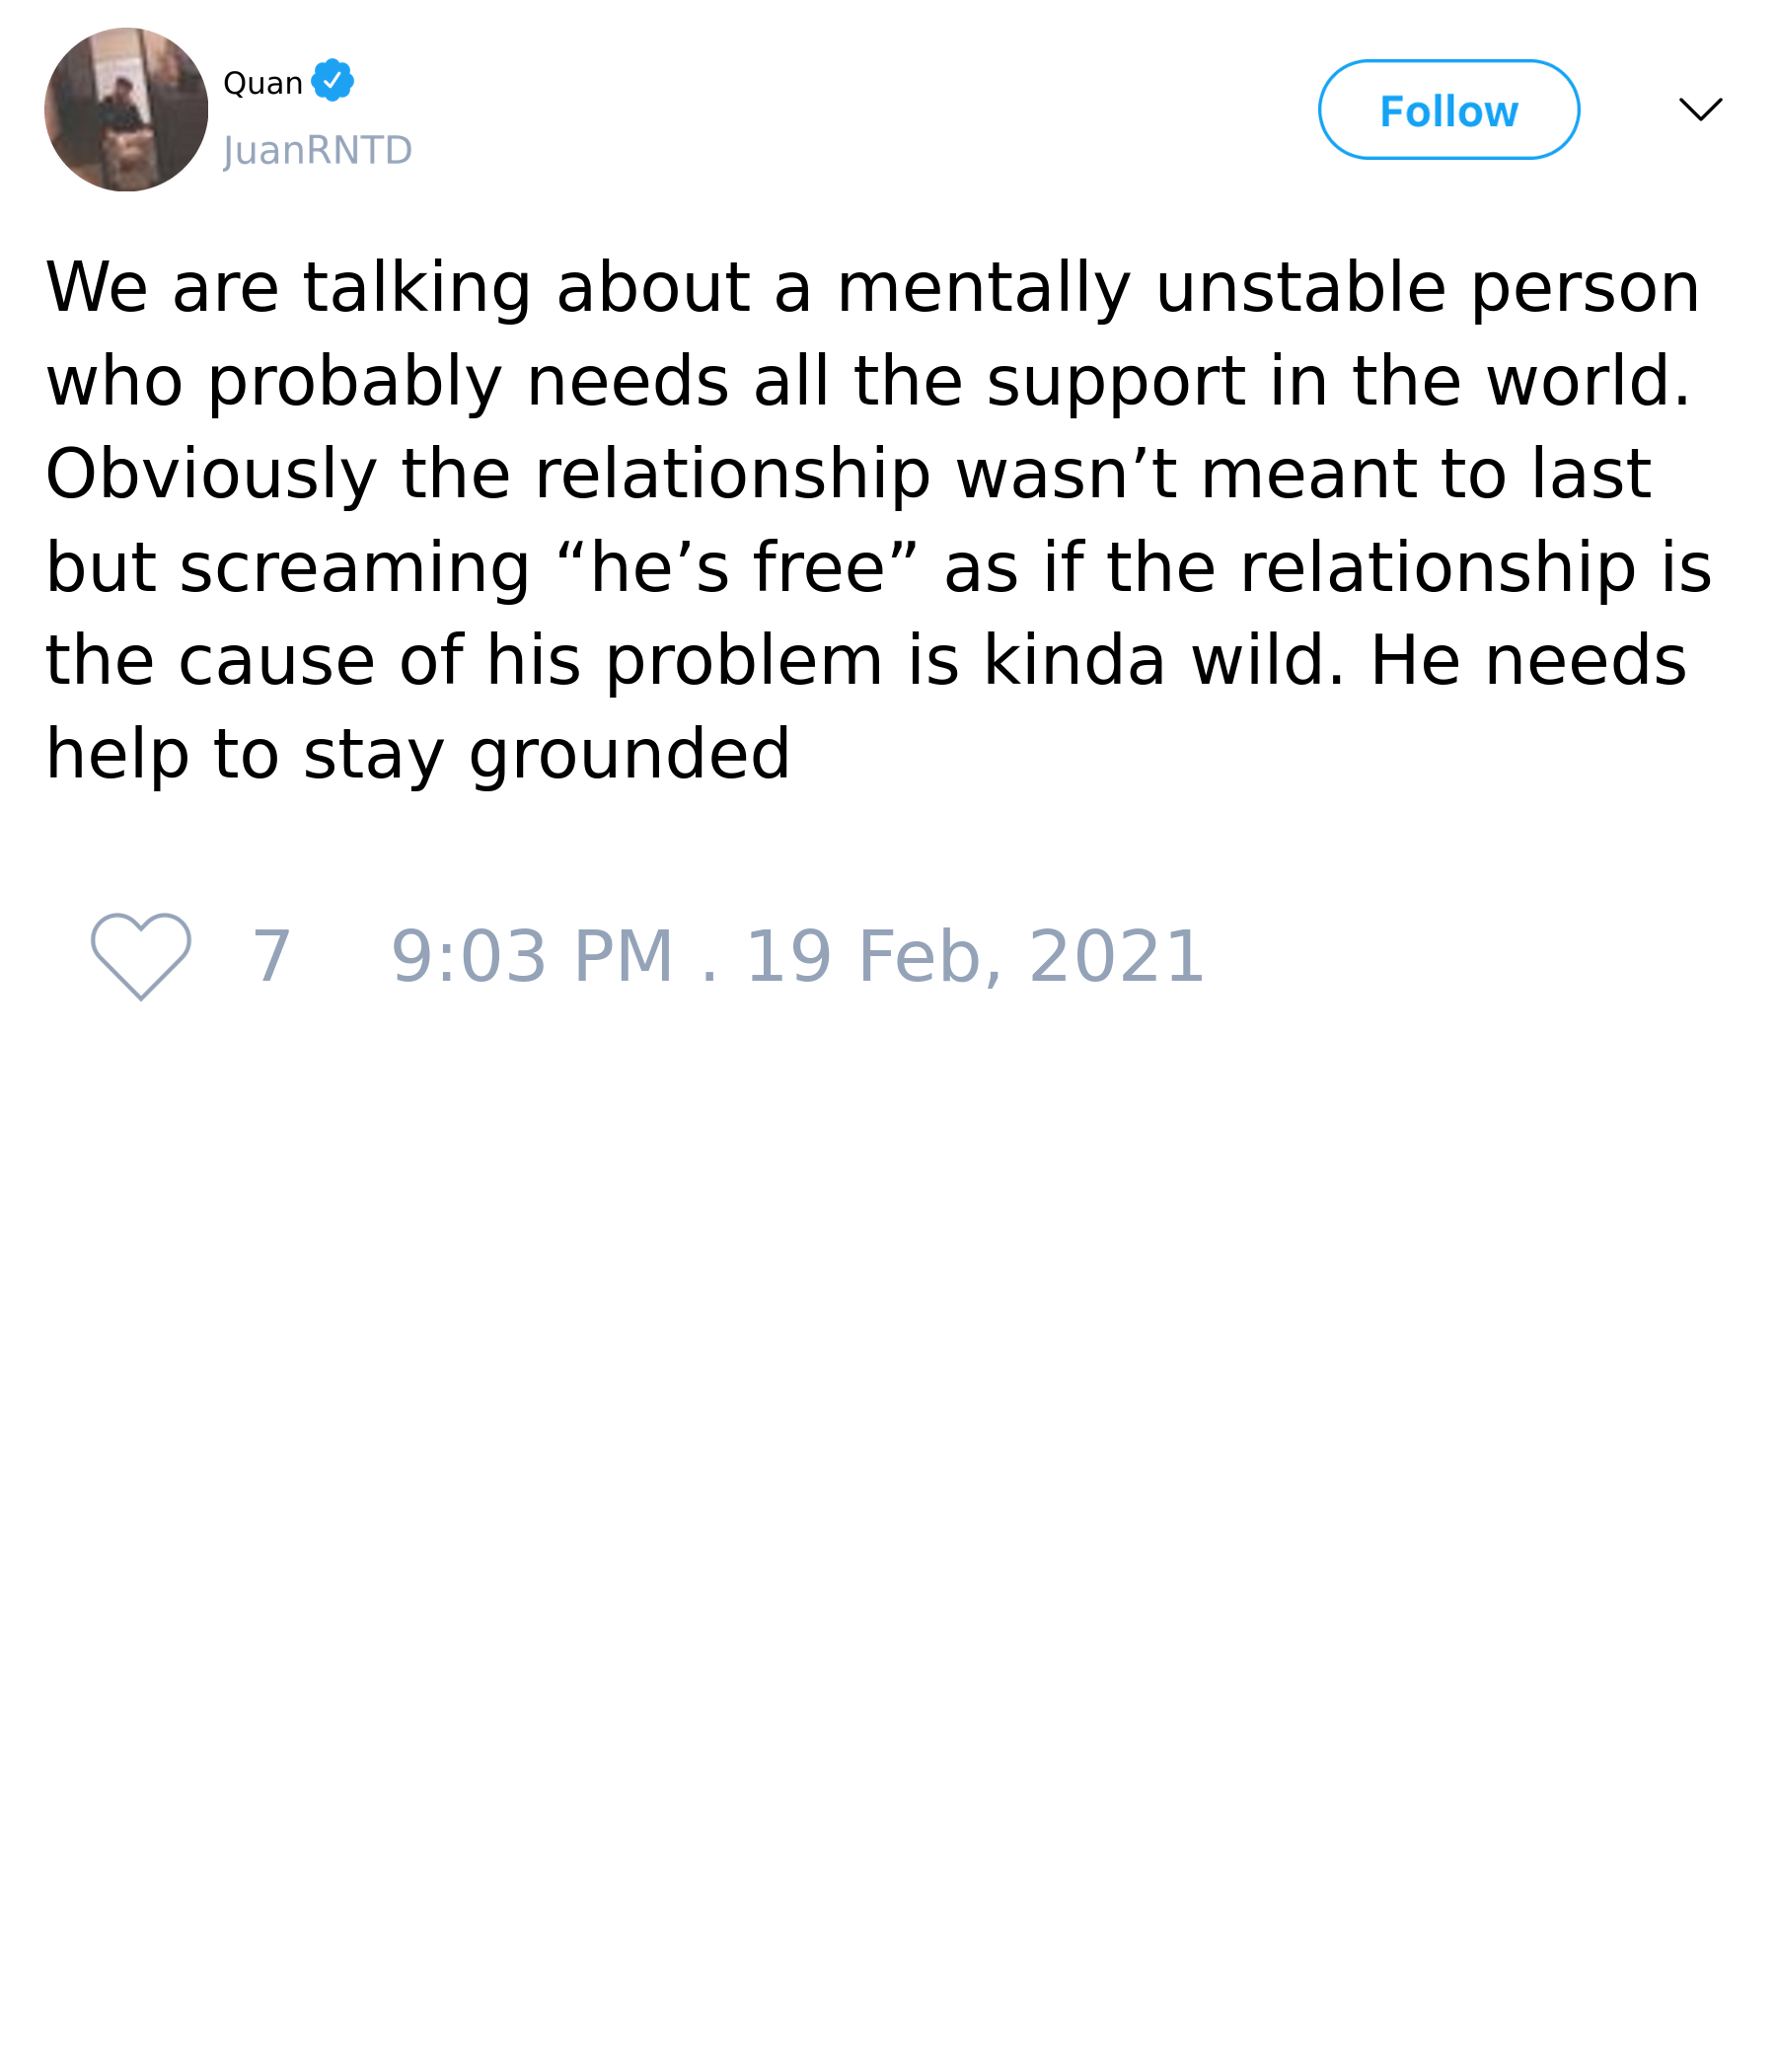 Quan
JuanRNTD
Follow
We are talking about a mentally unstable person
who probably needs all the support in the world.
Obviously the relationship wasn’t meant to last
but screaming “he’s free” as if the relationship is
the cause of his problem is kinda wild. He needs
help to stay grounded
7 9:03 PM . 19 Feb, 2021